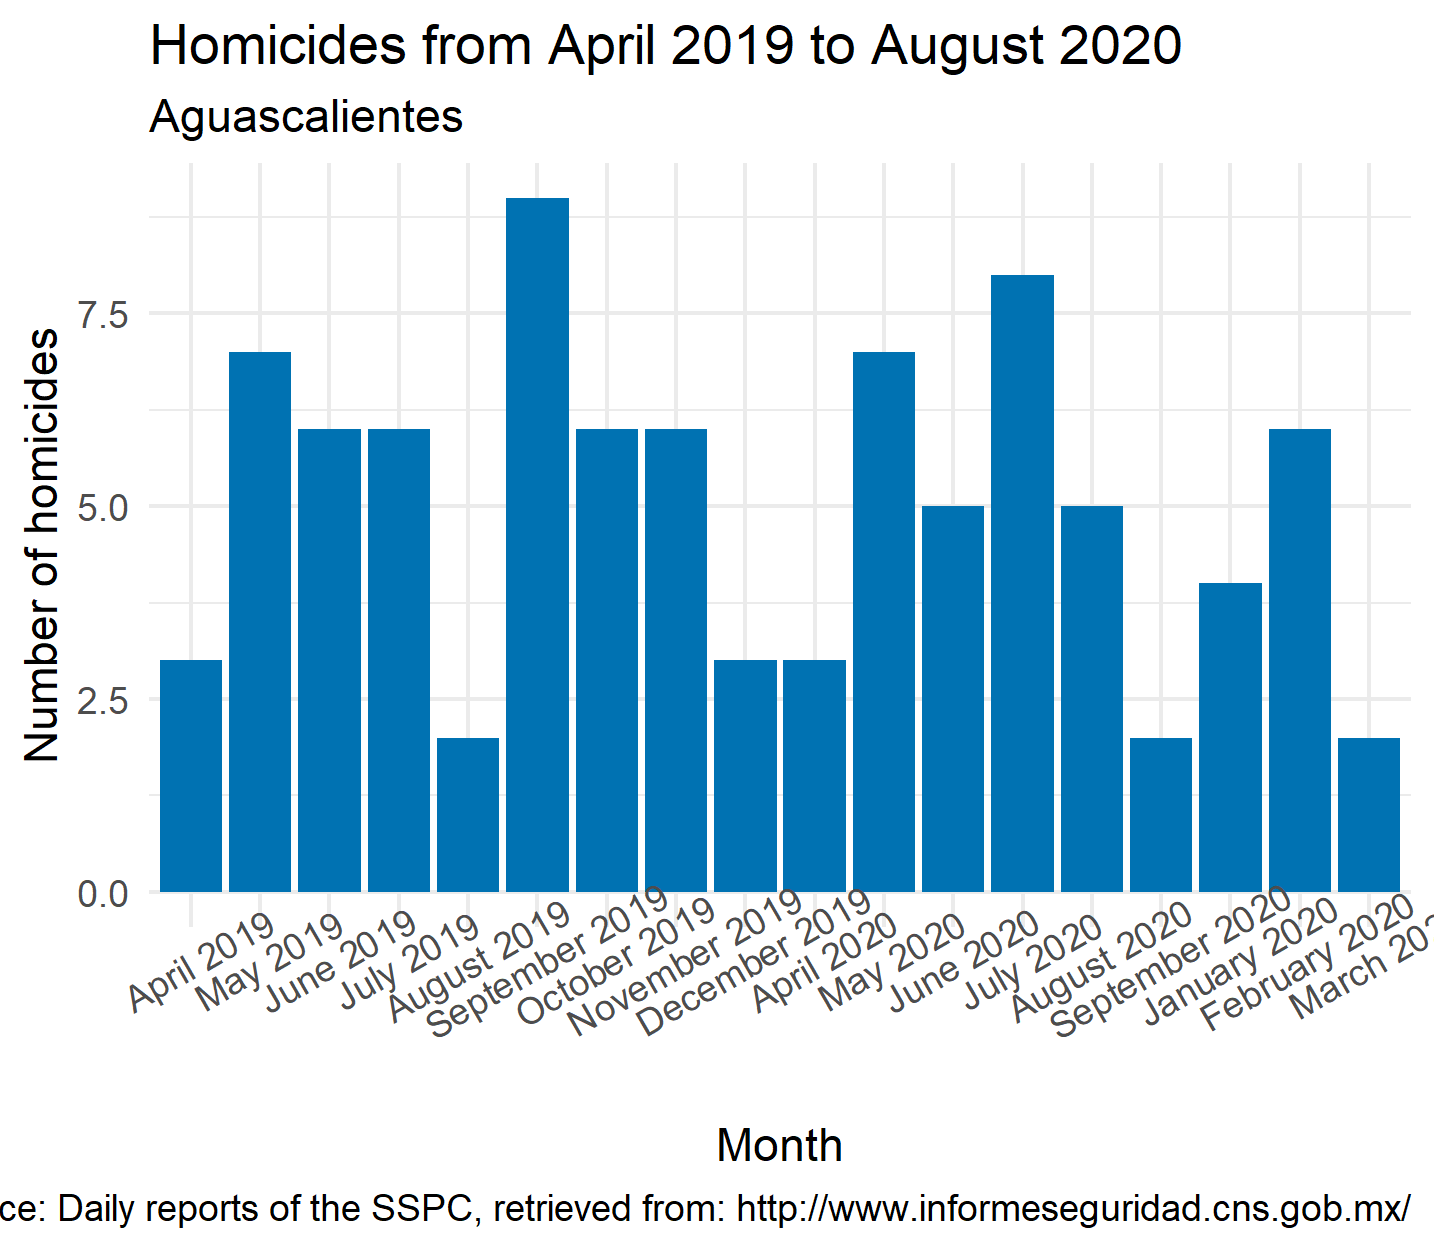 Homicides from April 2019 to August 2020
Aguascalientes
Number of homicides
7.5
5.0
2.5
0.0
April 2019
May 2019
June 2019
July 2019
August 2019
September 2019
October 2019
November 2019
December 2019
April 2020
May 2020
June 2020
July 2020
August 2020
September 2020
January 2020
February 2020
March 202
Month
ce: Daily reports of the SSPC, retrieved from: http://www.informeseguridad.cns.gob.mx/